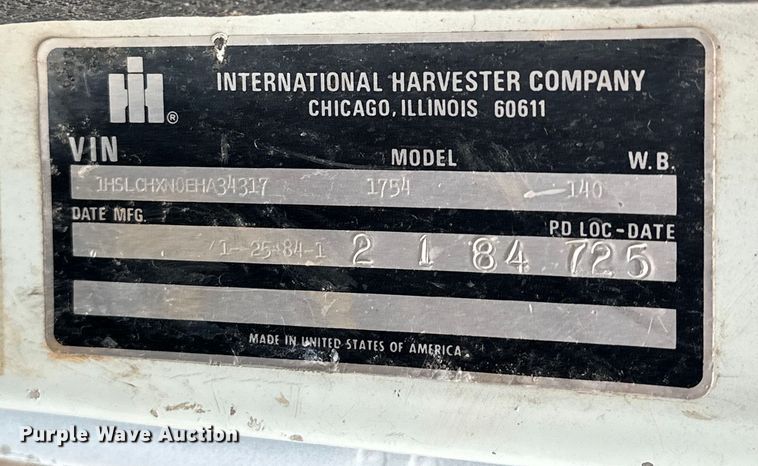 IH ®
INTERNATIONAL HARVESTER COMPANY
CHICAGO, ILLINOIS 60611
VIN MODEL W.B.
1HSLCHXN0EHA34317 1754 140
DATE MFG. PD LOC-DATE
1--25-84-1 2 1 84 725
MADE IN UNITED STATES OF AMERICA
Purple Wave Auction